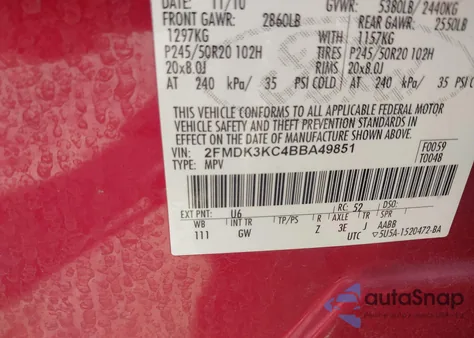 DATE: 11/10 GVWR: 5380LB/ 2440KG
FRONT GAWR: 2860LB REAR GAWR: 2550LB
1297KG 1157KG
P245/50R20 102H TIRES P245/50R20 102H
20x8.0J RIMS 20x8.0J
AT 240 kPa/ 35 PSI COLD AT 240 kPa/ 35 PSI COLD
THIS VEHICLE CONFORMS TO ALL APPLICABLE FEDERAL MOTOR
VEHICLE SAFETY AND THEFT PREVENTION STANDARDS IN
EFFECT ON THE DATE OF MANUFACTURE SHOWN ABOVE.
VIN: 2FMDK3KC4BBA49851 F0059
TYPE: MPV T0048
EXT PNT: U6 RC: 52 DSO:
WB INT TR TP/PS R AXLE TR SPR
111 GW Z 3E J AABB
UTC 5U5A-1520472-BA
autoSnap